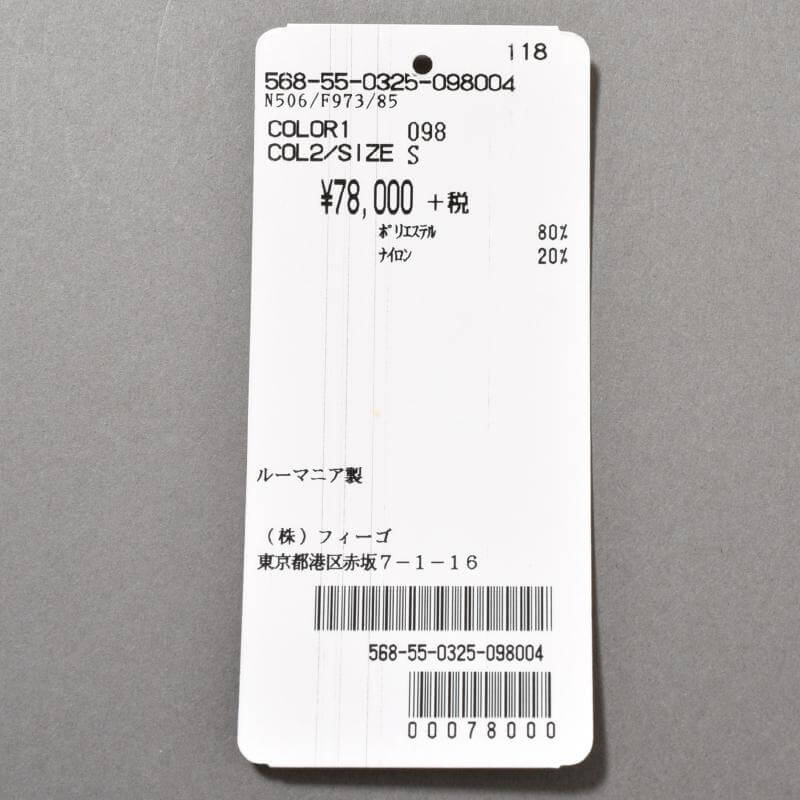 118
568-55-0325-098004
N506/F973/85
COLOR1 098
COL2/SIZE S
¥78,000 +税
ﾎﾟﾘｴｽﾃﾙ 80%
ﾅｲﾛﾝ 20%
ルーマニア製
(株)フィーゴ
東京都港区赤坂7-1-16
568-55-0325-098004
00078000